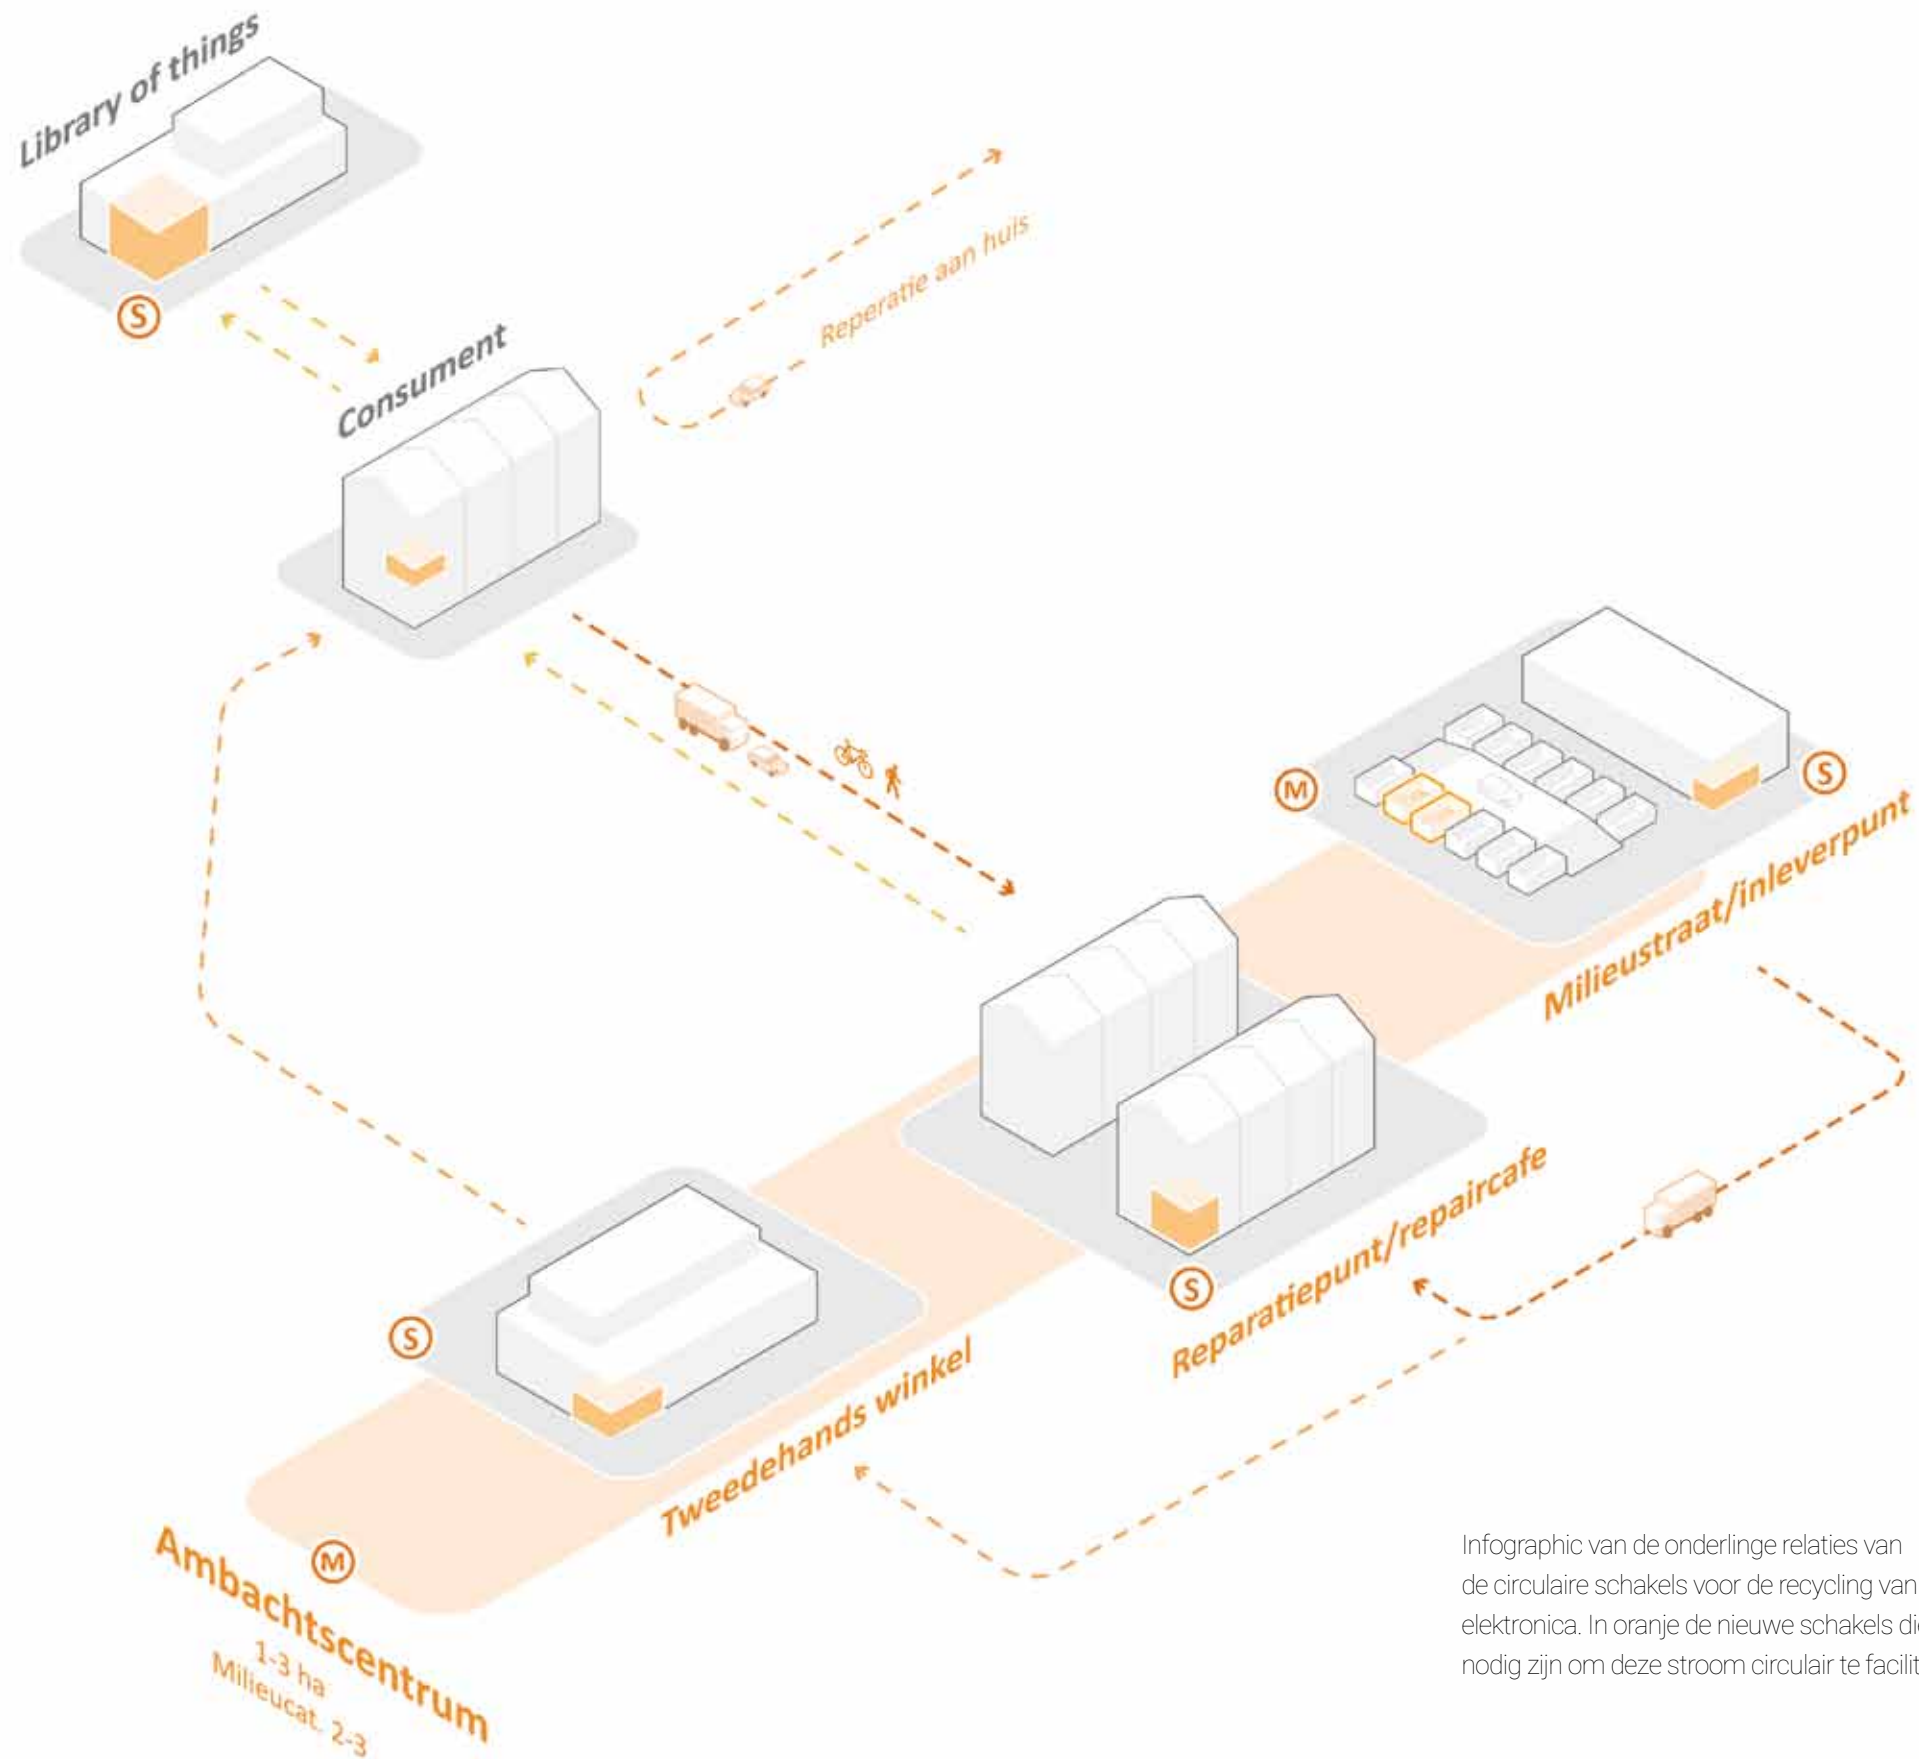 Library of things
S
Consument
Reperatie aan huis
M
S
Milieustraat/inleverpunt
Reparatiepunt/repaircafe
S
S
Tweedehands winkel
M
Ambachtscentrum
1-3 ha
Milieucat. 2-3
Infographic van de onderlinge relaties van
de circulaire schakels voor de recycling van
elektronica. In oranje de nieuwe schakels
nodig zijn om deze stroom circulair te